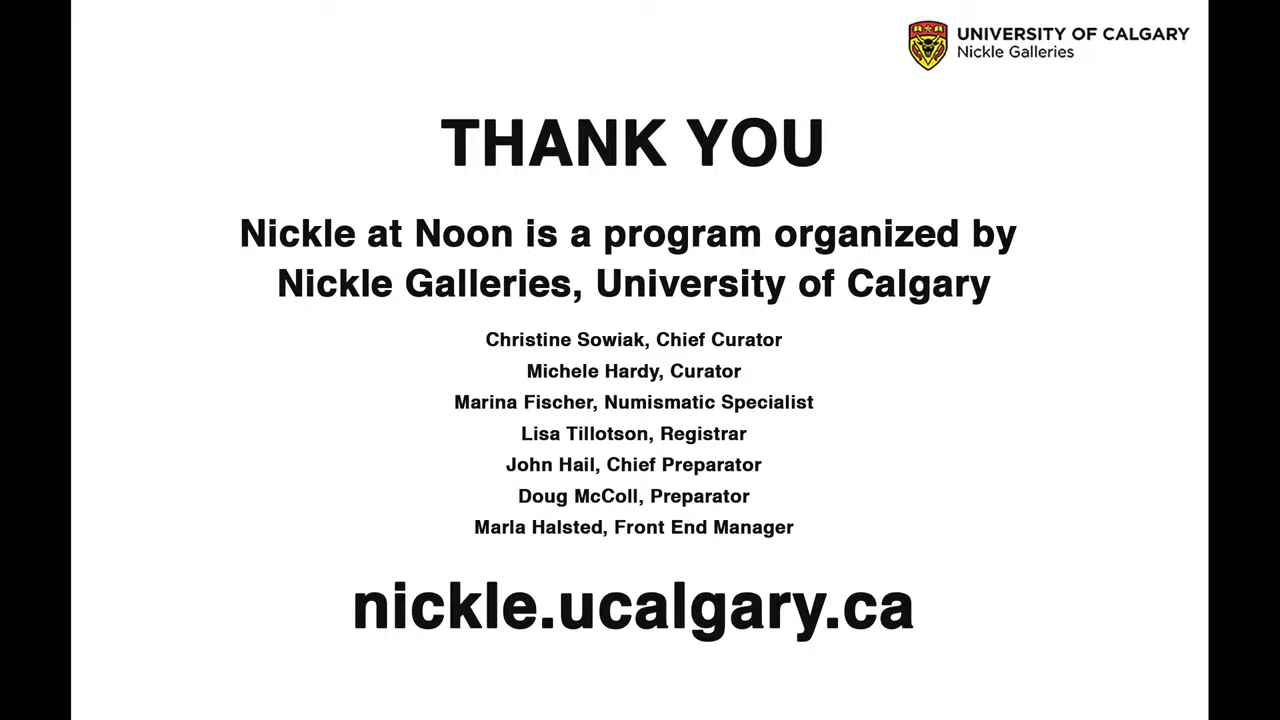 UNIVERSITY OF CALGARY
Nickle Galleries
THANK YOU
Nickle at Noon is a program organized by
Nickle Galleries, University of Calgary
Christine Sowiak, Chief Curator
Michele Hardy, Curator
Marina Fischer, Numismatic Specialist
Lisa Tillotson, Registrar
John Hail, Chief Preparator
Doug McColl, Preparator
Marla Halsted, Front End Manager
nickle.ucalgary.ca